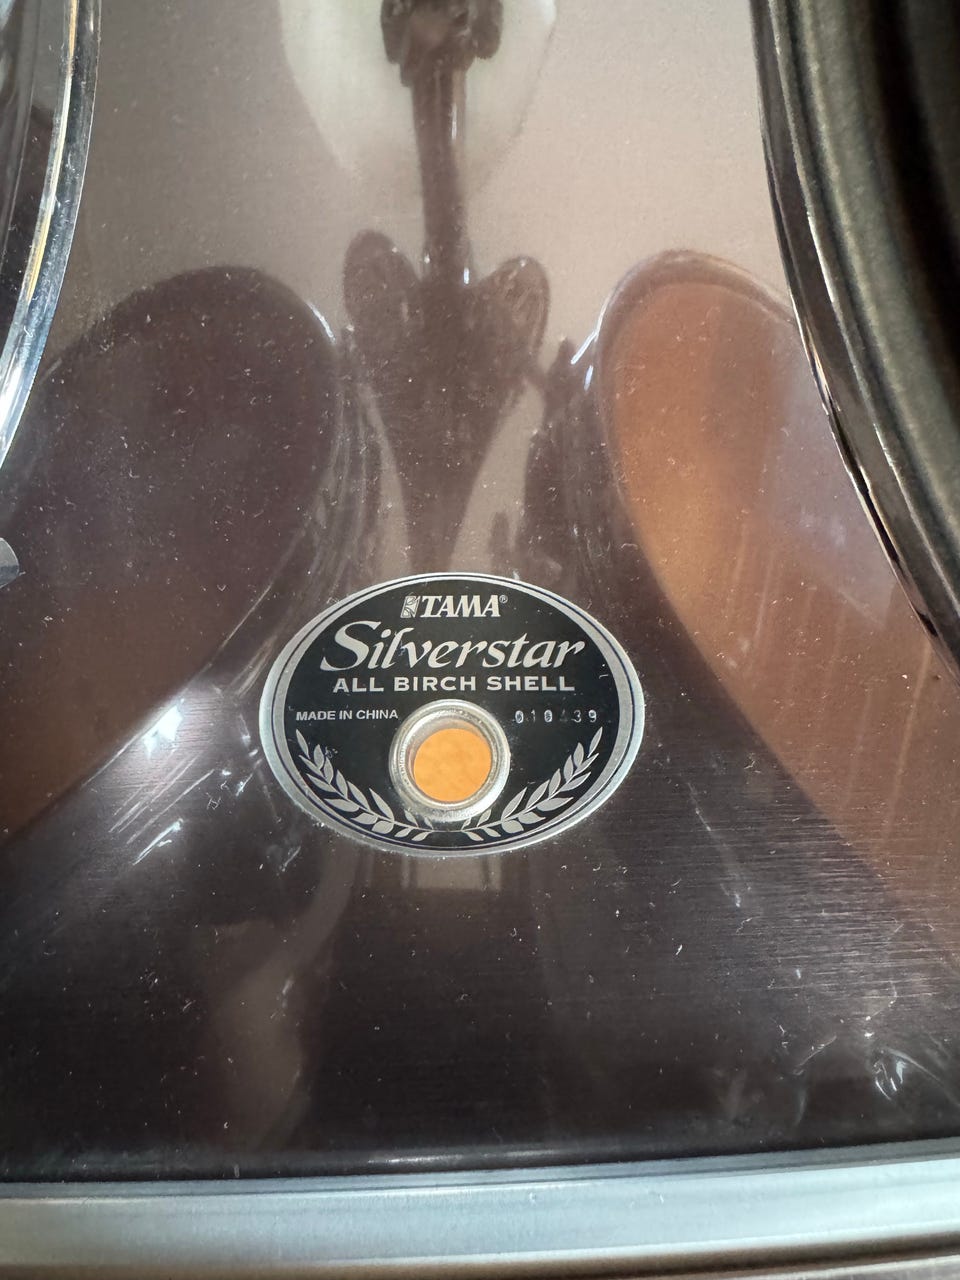 TAMA®
Silverstar
ALL BIRCH SHELL
MADE IN CHINA